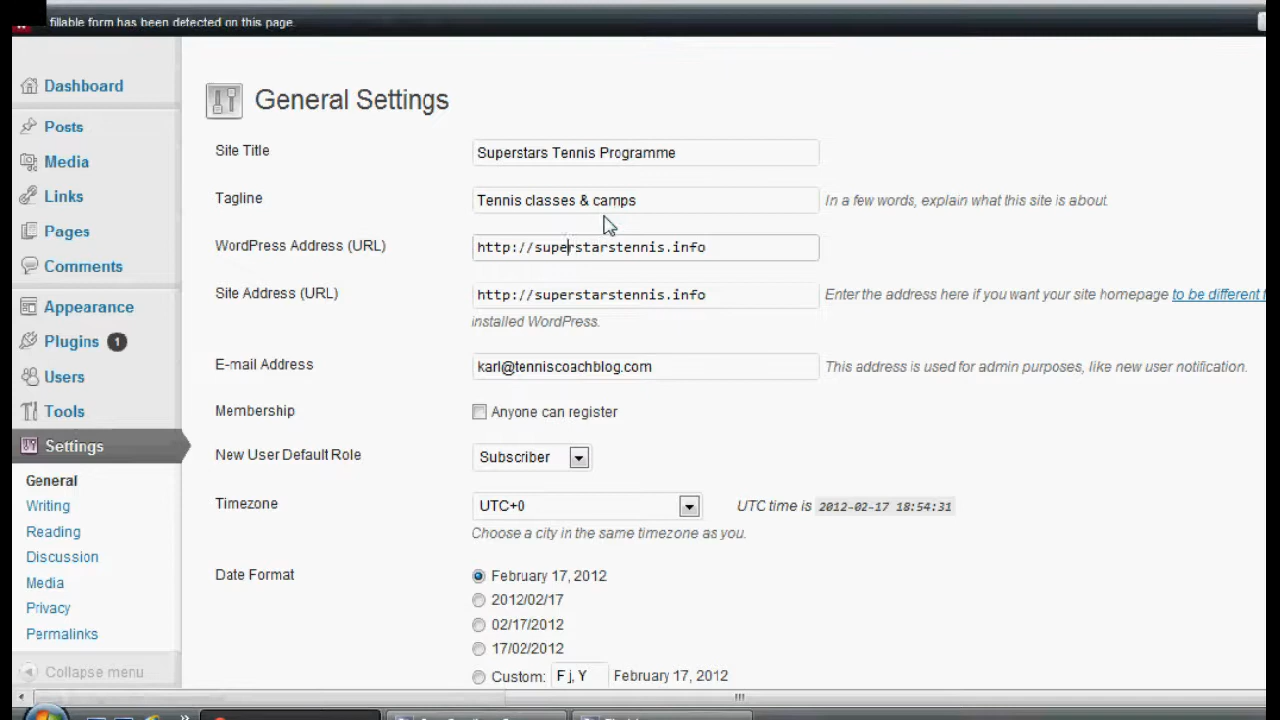 fillable form has been detected on this page.
Dashboard
Posts
Media
Links
Pages
Comments
Appearance
Plugins 1
Users
Tools
Settings
General
Writing
Reading
Discussion
Media
Privacy
Permalinks
Collapse menu
General Settings
Site Title Superstars Tennis Programme
Tagline Tennis classes & camps In a few words, explain what this site is about.
WordPress Address (URL) http://superstarstennis.info
Site Address (URL) http://superstarstennis.info Enter the address here if you want your site homepage to be different
installed WordPress.
E-mail Address karl@tenniscoachblog.com This address is used for admin purposes, like new user notification.
Membership Anyone can register
New User Default Role Subscriber
Timezone UTC+0 UTC time is 2012-02-17 18:54:31
Choose a city in the same timezone as you.
Date Format February 17, 2012
2012/02/17
02/17/2012
17/02/2012
Custom: F j, Y February 17, 2012